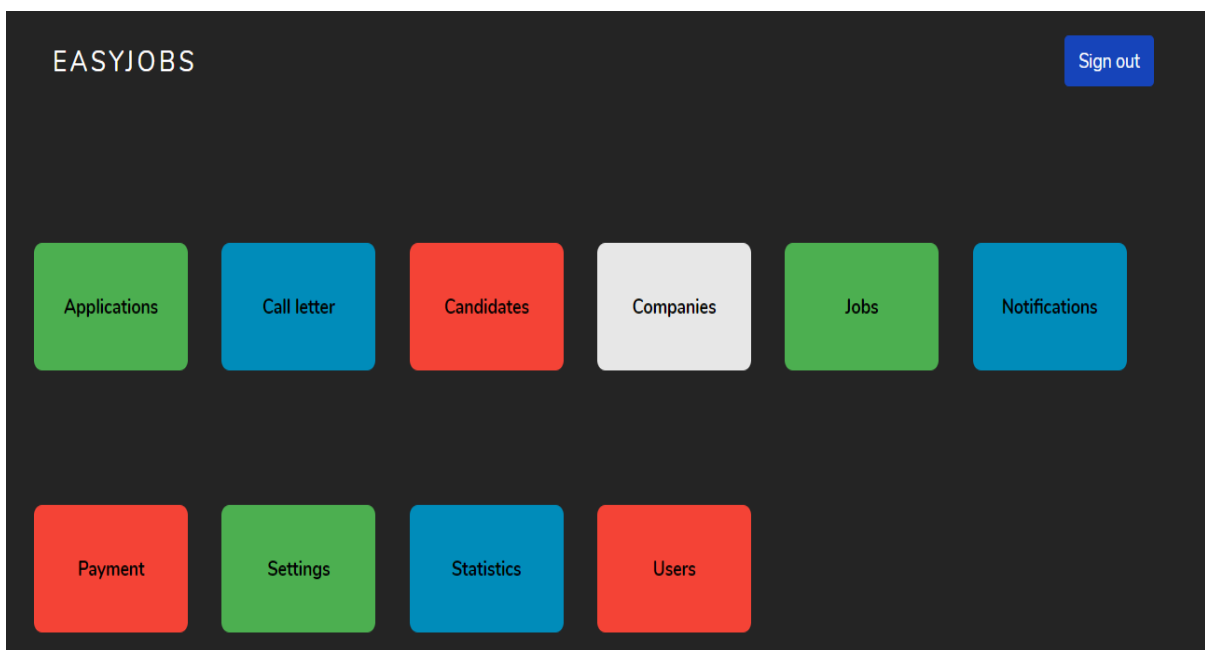 EASYJOBS
Sign out
Applications
Call letter
Candidates
Companies
Jobs
Notifications
Payment
Settings
Statistics
Users